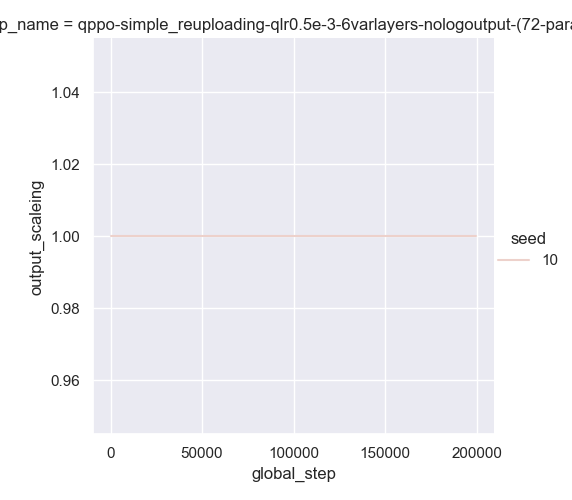 p_name = qppo-simple_reuploading-qlr0.5e-3-6varlayers-nologoutput-(72-para
1.04
1.02
1.00
0.98
0.96
output_scaleing
0
50000
100000
150000
200000
global_step
seed
10